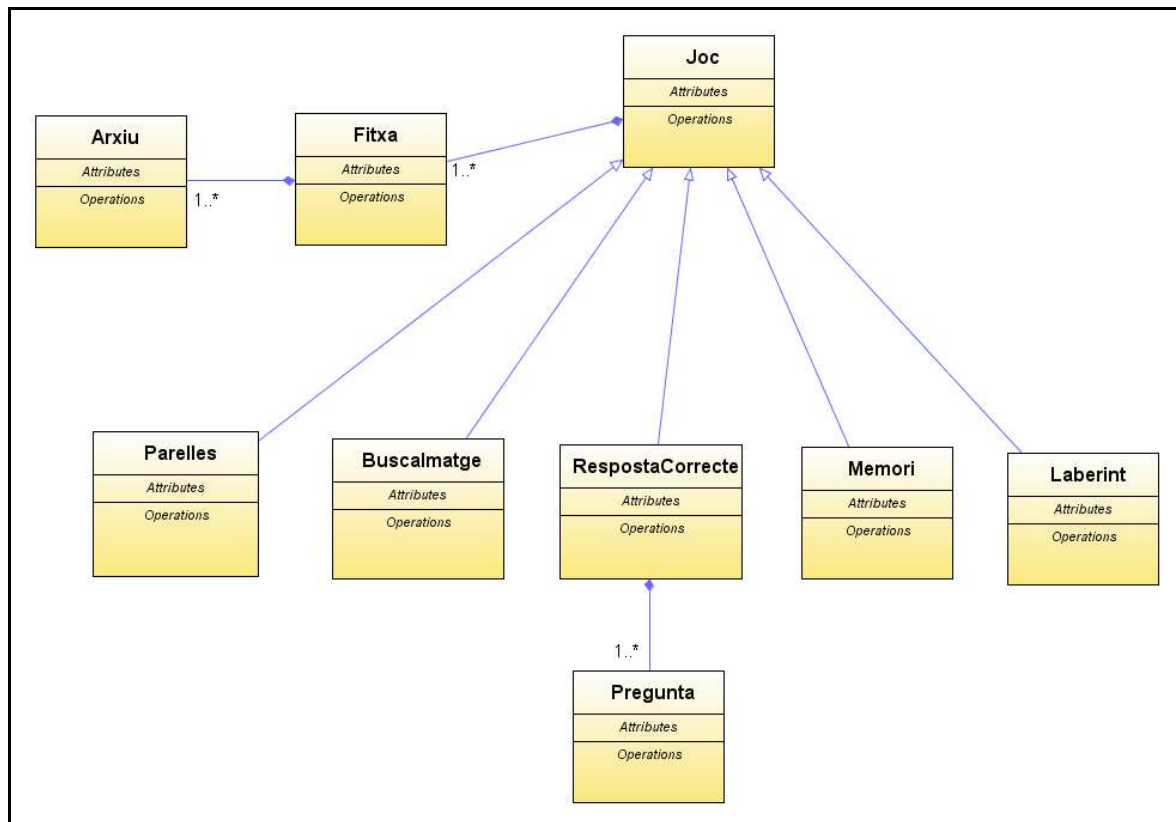 Joc
Attributes
Operations
Arxiu
Attributes
Operations
1..*
Fitxa
Attributes
Operations
1..*
Parelles
Attributes
Operations
BuscaImatge
Attributes
Operations
RespostaCorrecte
Attributes
Operations
Memori
Attributes
Operations
Laberint
Attributes
Operations
1..*
Pregunta
Attributes
Operations